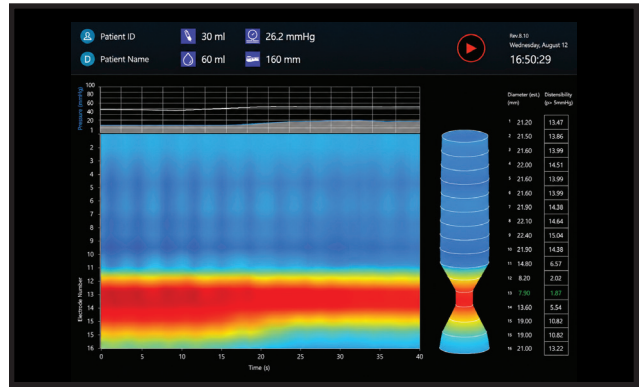 Patient ID 30 ml 26.2 mmHg
Rev.8.10
Wednesday, August 12
16:50:29
D Patient Name 60 ml 160 mm
Pressure (mmHg)
100
80
60
40
20
1
2
3
4
5
6
7
8
9
10
11
12
13
14
15
16
Electrode Number
0 5 10 15 20 25 30 35 40
Time (s)
Diameter (est.) Distensibility
(mm) (p> 5mmHg)
1 21.20 13.47
2 21.50 13.86
3 21.60 13.99
4 22.00 14.51
5 21.60 13.99
6 21.60 13.99
7 21.90 14.38
8 22.10 14.64
9 22.40 15.04
10 21.90 14.38
11 14.80 6.57
12 8.20 2.02
13 7.90 1.87
14 13.60 5.54
15 19.00 10.82
15 19.00 10.82
16 21.00 13.22